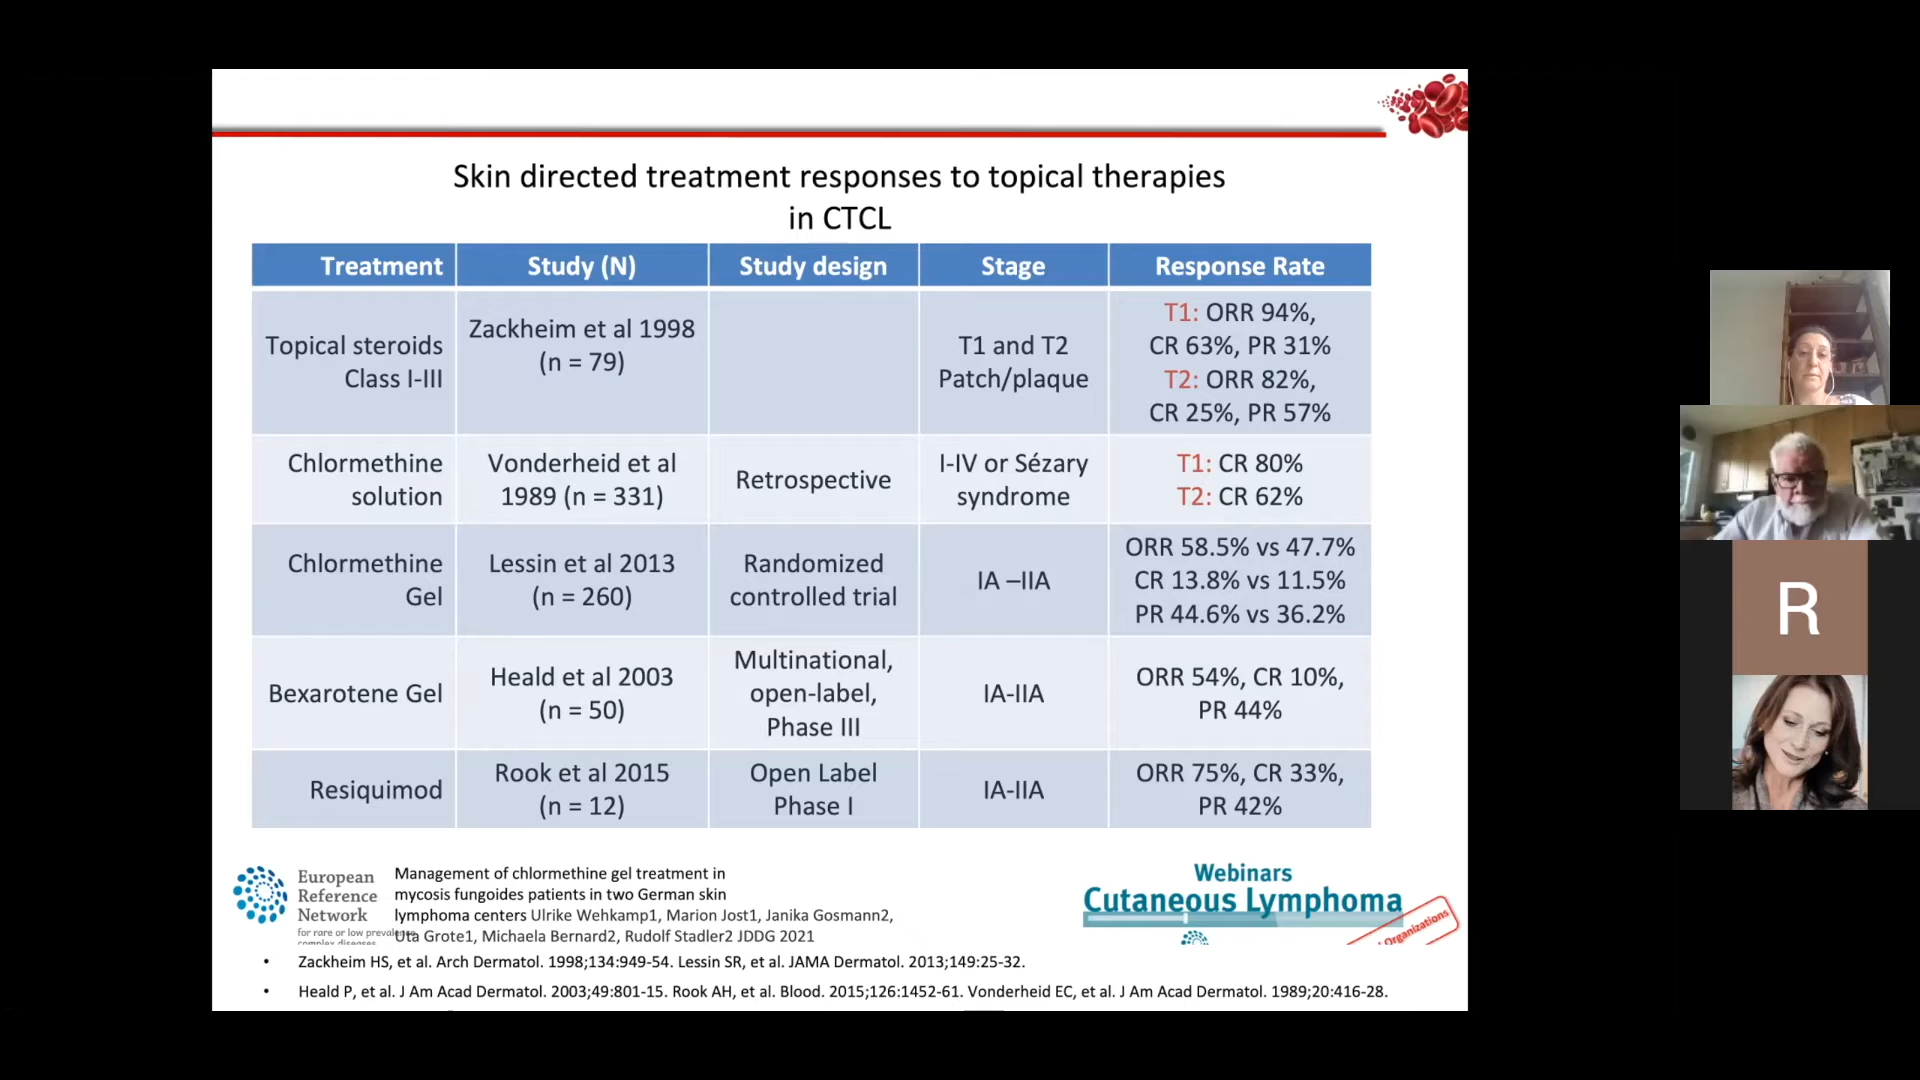 Skin directed treatment responses to topical therapies
in CTCL
Treatment
Study (N)
Study design
Stage
Response Rate
Topical steroids
Class I-III
Zackheim et al 1998
(n = 79)
T1 and T2
Patch/plaque
T1: ORR 94%,
CR 63%, PR 31%
T2: ORR 82%,
CR 25%, PR 57%
Chlormethine
solution
Vonderheid et al
1989 (n = 331)
Retrospective
I-IV or Sézary
syndrome
T1: CR 80%
T2: CR 62%
Chlormethine
Gel
Lessin et al 2013
(n = 260)
Randomized
controlled trial
IA –IIA
ORR 58.5% vs 47.7%
CR 13.8% vs 11.5%
PR 44.6% vs 36.2%
Bexarotene Gel
Heald et al 2003
(n = 50)
Multinational,
open-label,
Phase III
IA-IIA
ORR 54%, CR 10%,
PR 44%
Resiquimod
Rook et al 2015
(n = 12)
Open Label
Phase I
IA-IIA
ORR 75%, CR 33%,
PR 42%
European
Reference
Network
for rare or low prevalence
complex diseases
Management of chlormethine gel treatment in
mycosis fungoides patients in two German skin
lymphoma centers Ulrike Wehkamp1, Marion Jost1, Janika Gosmann2,
Uta Grote1, Michaela Bernard2, Rudolf Stadler2 JDDG 2021
Webinars
Cutaneous Lymphoma
Organizations
• Zackheim HS, et al. Arch Dermatol. 1998;134:949-54. Lessin SR, et al. JAMA Dermatol. 2013;149:25-32.
• Heald P, et al. J Am Acad Dermatol. 2003;49:801-15. Rook AH, et al. Blood. 2015;126:1452-61. Vonderheid EC, et al. J Am Acad Dermatol. 1989;20:416-28.
R